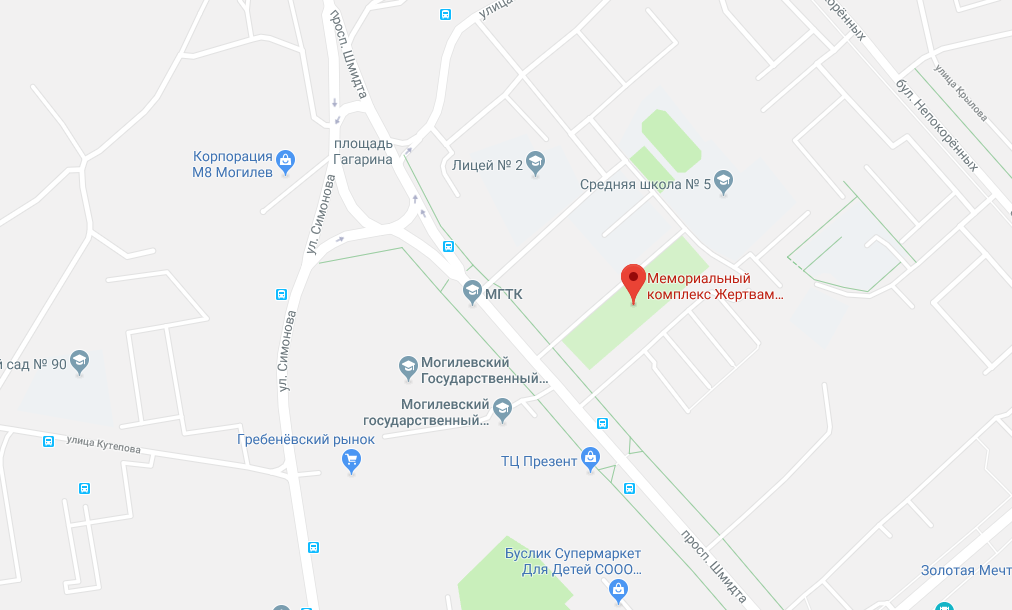 улица
просп. Шмидта
орённых
улица Крылова
бул. Непокорённых
площадь
Гагарина
Корпорация
М8 Могилев
Лицей № 2
Средняя школа № 5
ул. Симонова
Мемориальный
комплекс Жертвам...
МГТК
ул. Симонова
й сад № 90
Могилевский
Государственный...
Могилевский
государственный...
улица Кутепова
Гребенёвский рынок
ТЦ Презент
просп. Шмидта
Буслик Супермаркет
Для Детей СООО...
Золотая Мечт